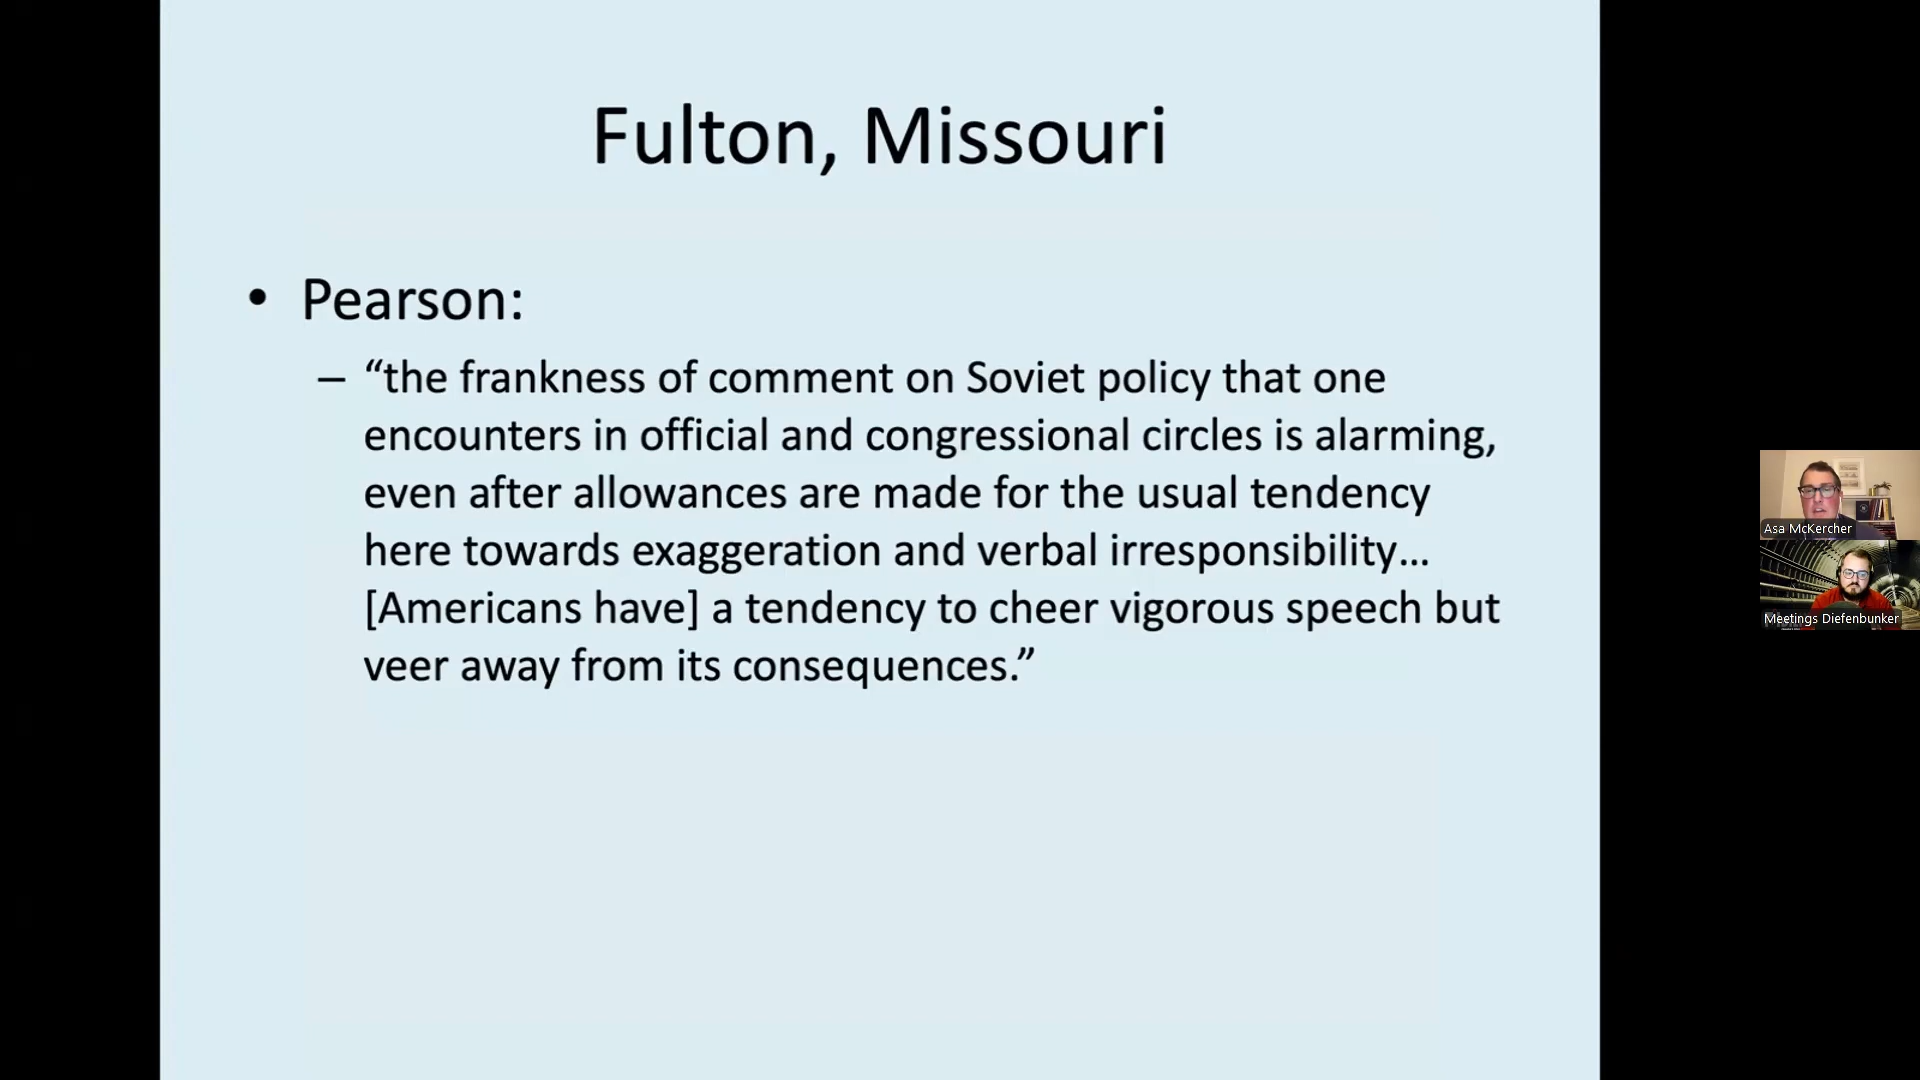 Fulton, Missouri
• Pearson:
– “the frankness of comment on Soviet policy that one
encounters in official and congressional circles is alarming,
even after allowances are made for the usual tendency
here towards exaggeration and verbal irresponsibility...
[Americans have] a tendency to cheer vigorous speech but
veer away from its consequences.”
Asa McKercher
Meetings Diefenbunker